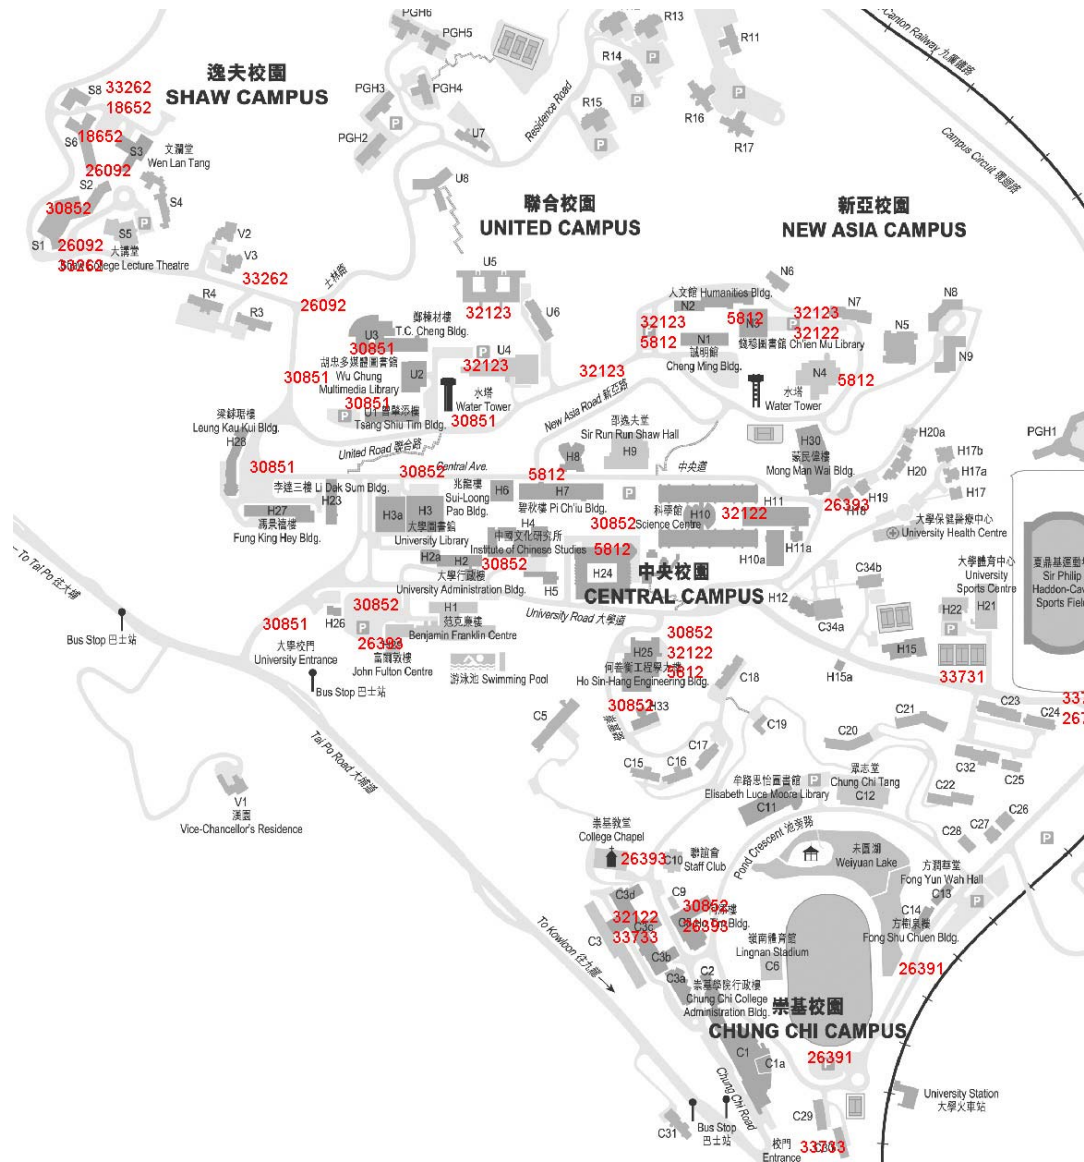 PGH6
PGH5
R13
R11
R14
PGH3
PGH4
R15
R16
R17
PGH2
U7
U8
Residence Road
九廣鐵路
Campus Circuit 環迴路
逸夫校園
SHAW CAMPUS
S8
33262
18652
S6
18652
S3
文瀾堂
Wen Lan Tang
26092
S2
30852
S4
S1
26092
S5
大講堂
33262
College Lecture Theatre
V2
V3
33262
R4
R3
士林路
26092
聯合校園
UNITED CAMPUS
新亞校園
NEW ASIA CAMPUS
U5
32123
U6
鄭棟材樓
T.C. Cheng Bldg.
U3
30851
胡忠多媒體圖書館
Wu Chung
Multimedia Library
U2
U4
32123
水塔
Water Tower
30851
30851
30851
Tsang Shiu Tim Bldg.
United Road 聯合路
New Asia Road 新亞路
32123
N6
人文館 Humanities Bldg.
N2
32123
5812
5812
N3
32123
32122
N7
N8
N1
誠明館
Cheng Ming Bldg.
錢穆圖書館 Ch'ien Mu Library
N5
N9
N4
5812
水塔
Water Tower
梁銶琚樓
Leung Kau Kui Bldg.
H28
30851
30852
Central Ave.
5812
H8
邵逸夫堂
Sir Run Run Shaw Hall
H9
中央道
H30
蒙民偉樓
Mong Man Wai Bldg.
H20a
H20
H17b
H17a
H17
H19
H18
26393
PGH1
李達三樓 Li Dak Sum Bldg.
H27
馮景禧樓
Fung King Hey Bldg.
H23
兆龍樓
Sui-Loong
Pao Bldg.
H6
H7
碧秋樓 Pi Ch'iu Bldg.
H3a
H3
大學圖書館
University Library
30852
科學館
Science Centre
H10
32122
H11
H10a
H11a
大學保健醫療中心
University Health Centre
H4
中國文化研究所
Institute of Chinese Studies
H2a
H2
30852
大學行政樓
University Administration Bldg.
5812
H24
H5
中央校園
CENTRAL CAMPUS
University Road 大學道
H12
C34b
C34a
大學體育中心
University
Sports Centre
H22
H21
H15
H15a
33731
夏鼎基運動場
Sir Philip
Haddon-Cav
Sports Fiel
To Tai Po 往大埔
Bus Stop 巴士站
30851
大學校門
University Entrance
30852
H26
H1
范克廉樓
Benjamin Franklin Centre
26393
富爾敦樓
John Fulton Centre
Bus Stop 巴士站
游泳池 Swimming Pool
Tai Po Road 大埔道
30852
32122
5812
H25
何善衡工程學大樓
Ho Sin-Hang Engineering Bldg.
30852
H33
崇基路
C5
C15
C16
C17
C18
C19
C20
C21
C23
C24
C32
C25
C22
C26
C27
C28
V1
漢園
Vice-Chancellor's Residence
牟路思怡圖書館
Elisabeth Luce Moore Library
C11
眾志堂
Chung Chi Tang
C12
Pond Crescent 池旁路
未圓湖
Weiyuan Lake
崇基教堂
College Chapel
26393
C10
聯誼會
Staff Club
方潤華堂
Fong Yun Wah Hall
C13
C14
方樹泉樓
Fong Shu Chuen Bldg.
26391
C3d
32122
C3c
33733
C3
C3b
C3a
C9
30852
26393
嶺南體育館
Lingnan Stadium
C6
C2
崇基學院行政樓
Chung Chi College
Administration Bldg.
To Kowloon 往九龍
崇基校園
CHUNG CHI CAMPUS
C1
C1a
26391
Chung Chi Road
University Station
大學火車站
C31
Bus Stop
巴士站
C29
校門
Entrance
33733